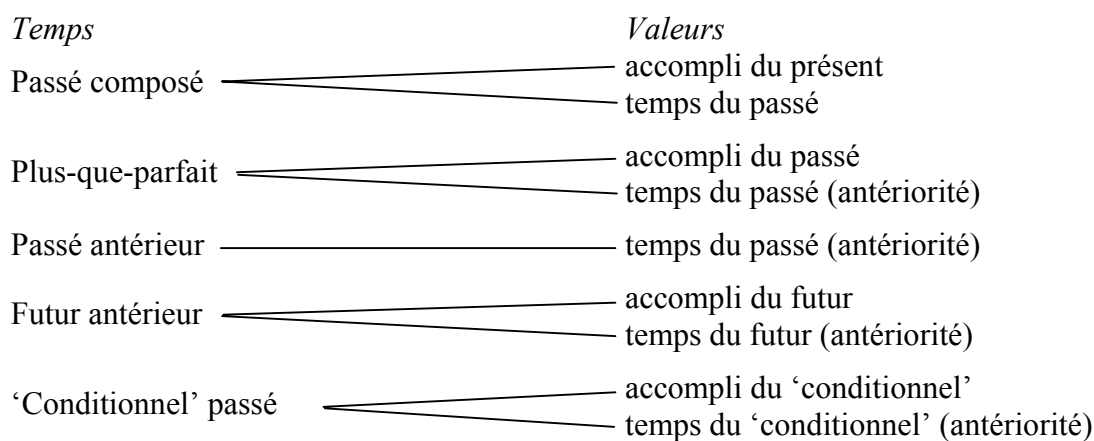 Temps Valeurs
Passé composé
accompli du présent
temps du passé
Plus-que-parfait
accompli du passé
temps du passé (antériorité)
Passé antérieur temps du passé (antériorité)
Futur antérieur
accompli du futur
temps du futur (antériorité)
‘Conditionnel’ passé
accompli du ‘conditionnel’
temps du ‘conditionnel’ (antériorité)